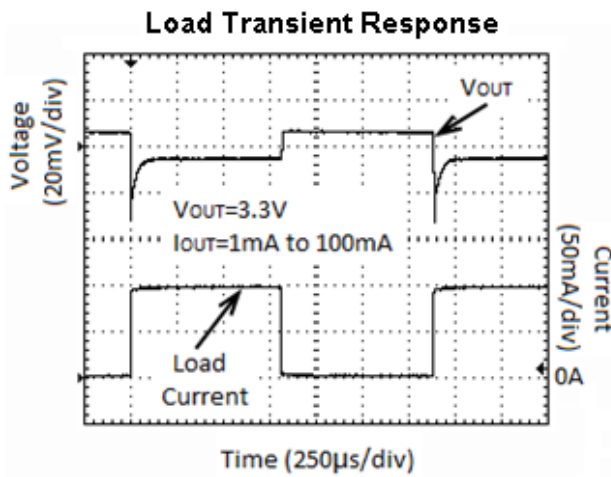 Load Transient Response
Voltage
(20mV/div)
VOUT
VOUT=3.3V
IOUT=1mA to 100mA
Load
Current
Current
(50mA/div)
0A
Time (250µs/div)